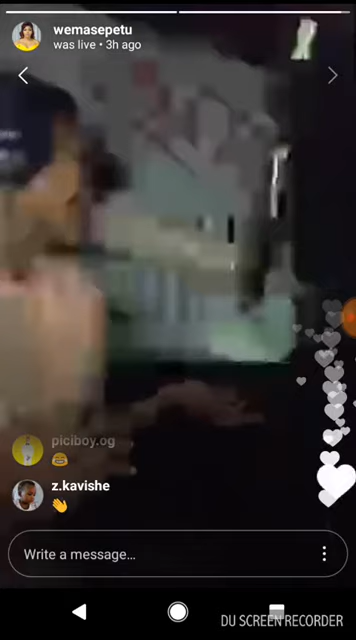 wemasepetu
was live • 3h ago
piciboy.og
😂
z.kavishe
👏
Write a message...
DU SCREEN RECORDER